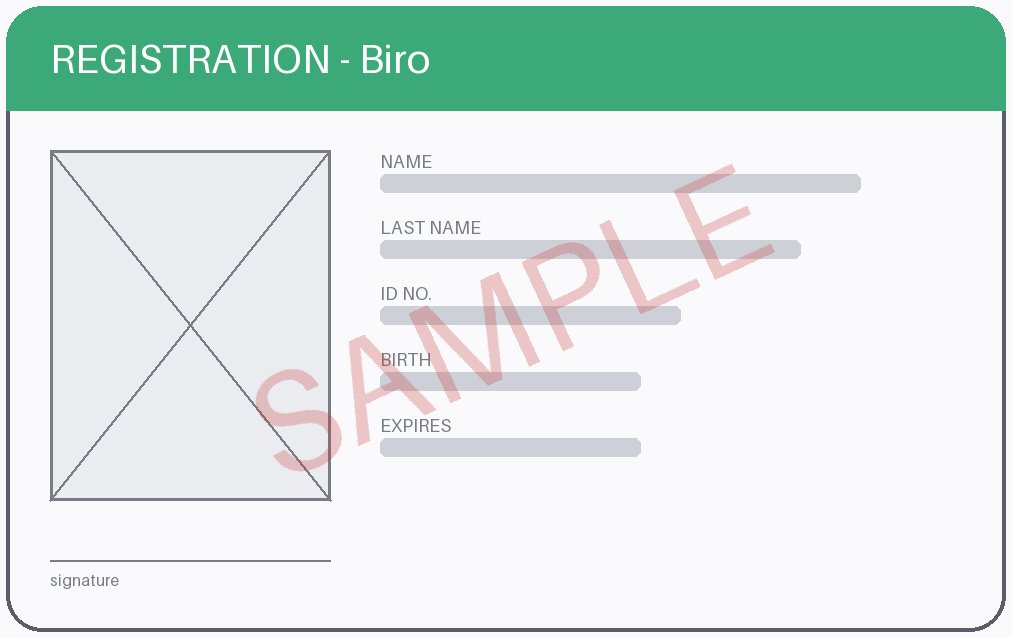 REGISTRATION - Biro
NAME
LAST NAME
ID NO.
BIRTH
EXPIRES
SAMPLE
signature